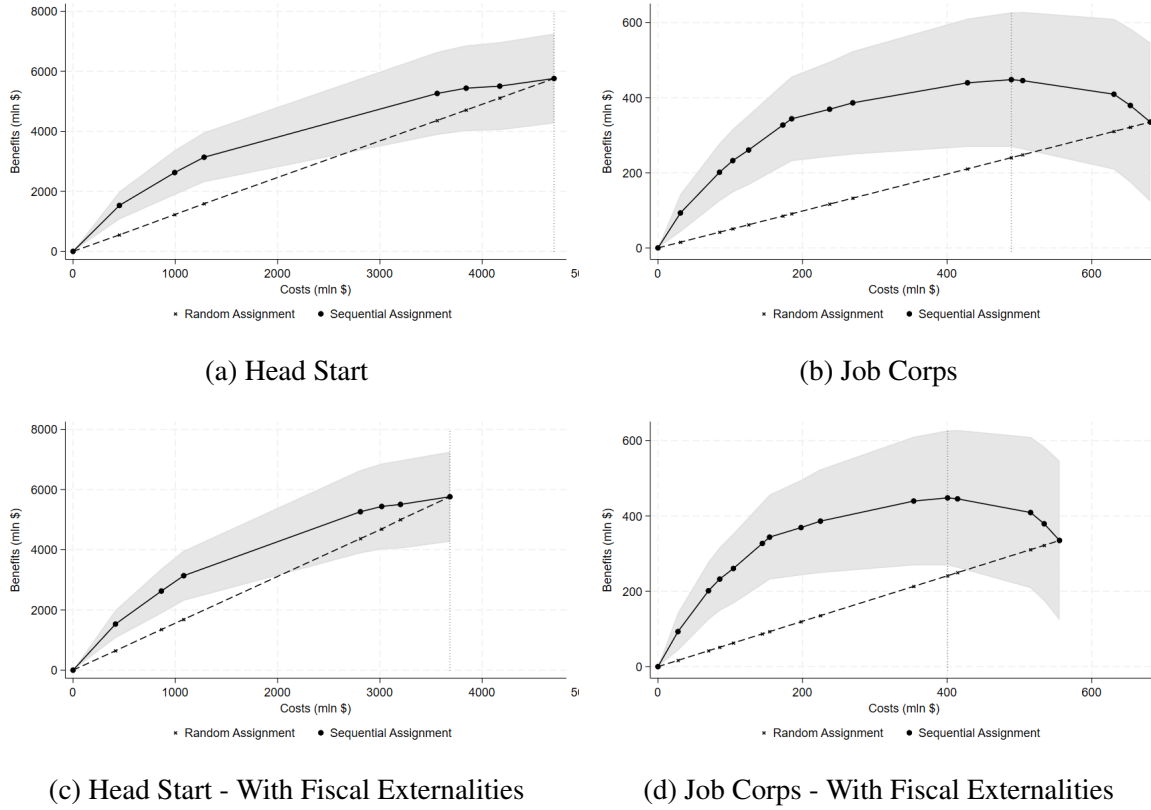 8000
6000
4000
2000
0
Benefits (mln $)
0 1000 2000 3000 4000 50
Costs (mln $)
× Random Assignment ● Sequential Assignment
(a) Head Start
600
400
200
0
Benefits (mln $)
0 200 400 600
Costs (mln $)
× Random Assignment ● Sequential Assignment
(b) Job Corps
8000
6000
4000
2000
0
Benefits (mln $)
0 1000 2000 3000 4000 50
Costs (mln $)
× Random Assignment ● Sequential Assignment
(c) Head Start - With Fiscal Externalities
600
400
200
0
Benefits (mln $)
0 200 400 600
Costs (mln $)
× Random Assignment ● Sequential Assignment
(d) Job Corps - With Fiscal Externalities